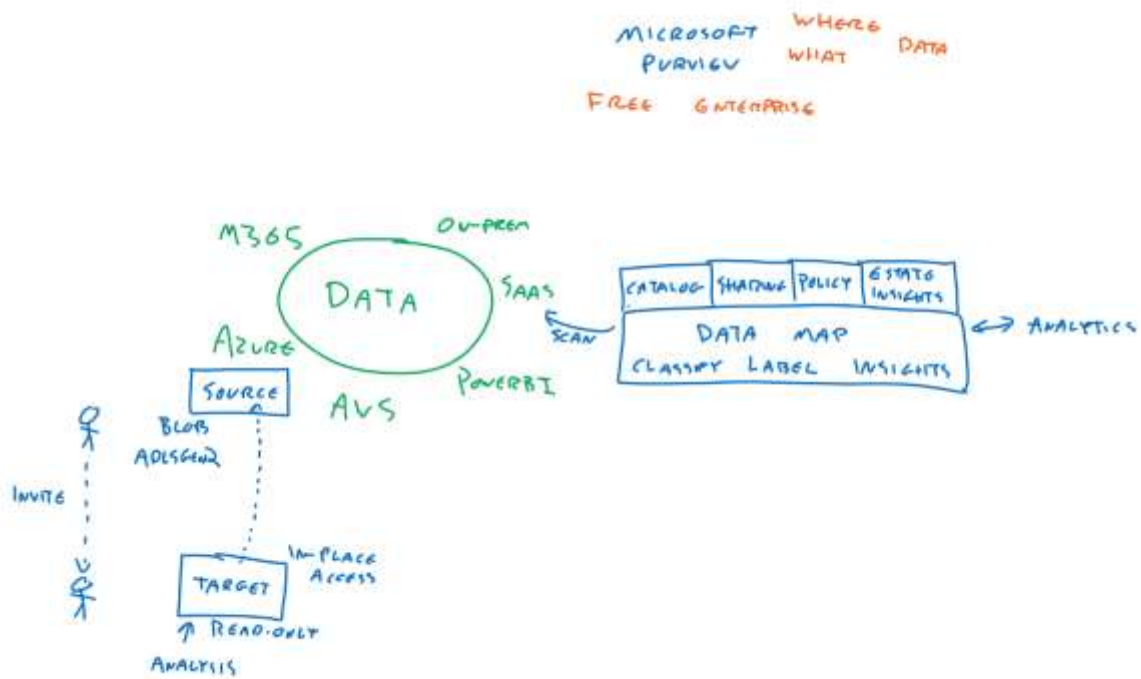 MICROSOFT WHERE
PURVIEW WHAT DATA
FREE ENTERPRISE
M365
ON-PREM
DATA
SAAS
AZURE
POWERBI
AWS
SOURCE
BLOB
ADLSGEN2
INVITE
TARGET
IN-PLACE
ACCESS
READ-ONLY
ANALYSIS
CATALOG SHARING POLICY ESTATE
INSIGHTS
SCAN
DATA MAP
CLASSIFY LABEL INSIGHTS
ANALYTICS